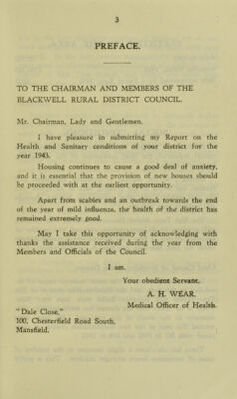 3
PREFACE.
TO THE CHAIRMAN AND MEMBERS OF THE
BLACKWELL RURAL DISTRICT COUNCIL.
Mr. Chairman, Lady and Gentlemen,
I have pleasure in submitting my Report on the
Health and Sanitary conditions of your district for the
year 1943.
Housing continues to cause a good deal of anxiety,
and it is essential that the provision of new houses should
be proceeded with at the earliest opportunity.
Apart from scabies and an outbreak towards the end
of the year of mild influenza, the health of the district has
remained extremely good.
May I take this opportunity of acknowledging with
thanks the assistance received during the year from the
Members and Officials of the Council.
I am,
Your obedient Servant,
A. H. WEAR,
Medical Officer of Health.
"Dale Close,"
100, Chesterfield Road South,
Mansfield.